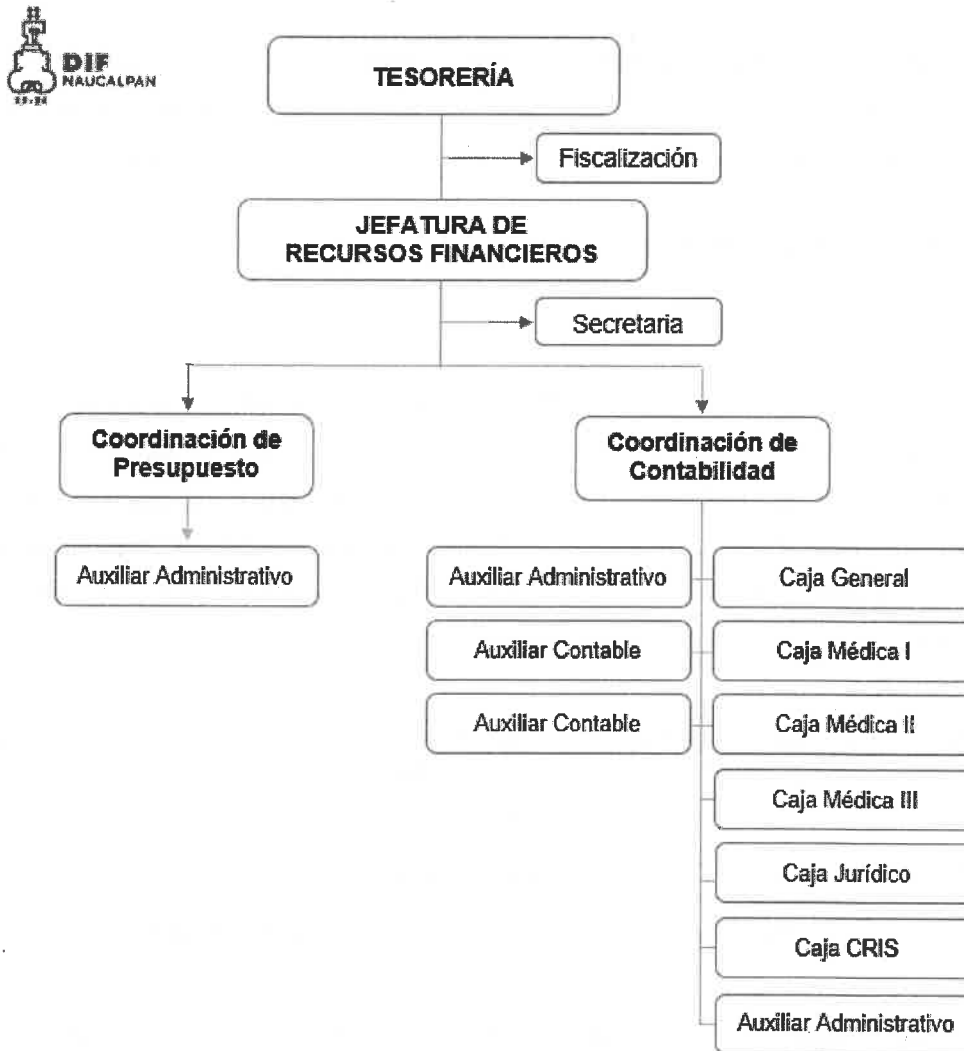 DIF
NAUCALPAN
TESORERÍA
Fiscalización
JEFATURA DE
RECURSOS FINANCIEROS
Secretaria
Coordinación de
Presupuesto
Coordinación de
Contabilidad
Auxiliar Administrativo
Auxiliar Administrativo
Caja General
Auxiliar Contable
Caja Médica I
Auxiliar Contable
Caja Médica II
Caja Médica III
Caja Jurídico
Caja CRIS
Auxiliar Administrativo